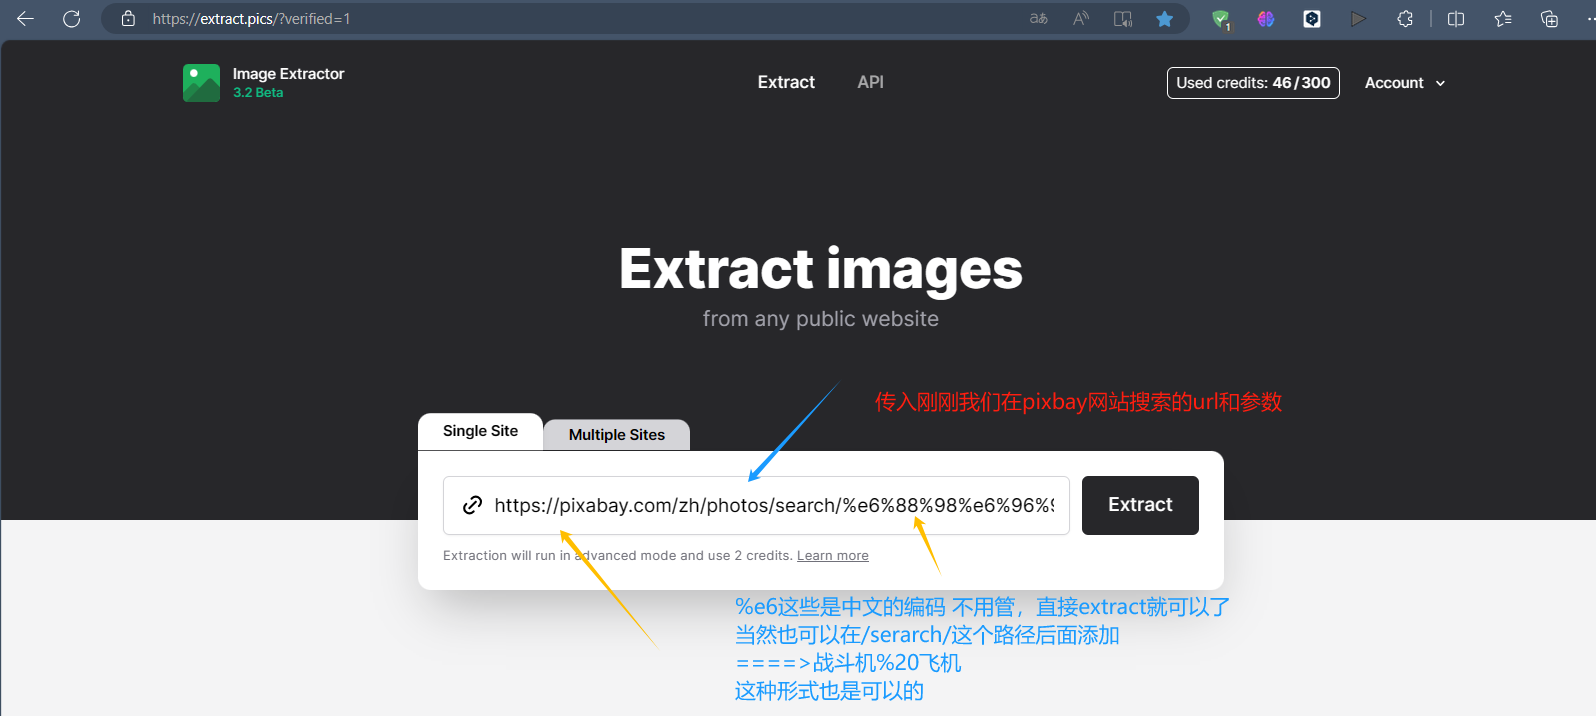 https://extract.pics/?verified=1
aあ
A
1
Image Extractor
3.2 Beta
Extract
API
Used credits: 46/300
Account
Extract images
from any public website
传入刚刚我们在pixbay网站搜索的url和参数
Single Site
Multiple Sites
https://pixabay.com/zh/photos/search/%e6%88%98%e6%96%9
Extract
Extraction will run in advanced mode and use 2 credits. Learn more
%e6这些是中文的编码 不用管，直接extract就可以了
当然也可以在/serarch/这个路径后面添加
====>战斗机%20飞机
这种形式也是可以的